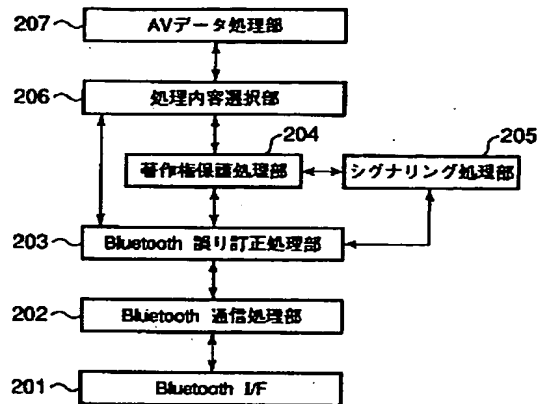 207 AVデータ処理部
206 処理内容選択部
204
205
著作権保護処理部
シグナリング処理部
203 Bluetooth 誤り訂正処理部
202 Bluetooth 通信処理部
201 Bluetooth I/F